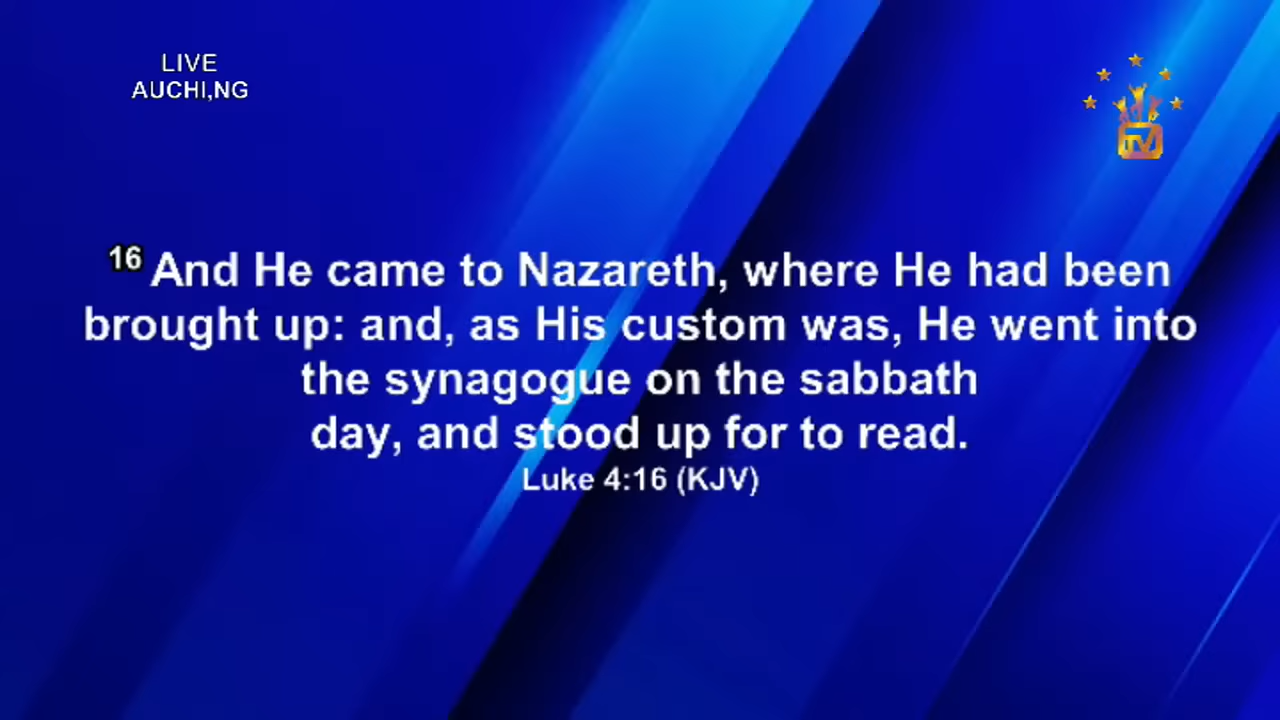 LIVE
AUCHI,NG
TV
16 And He came to Nazareth, where He had been
brought up: and, as His custom was, He went into
the synagogue on the sabbath
day, and stood up for to read.
Luke 4:16 (KJV)